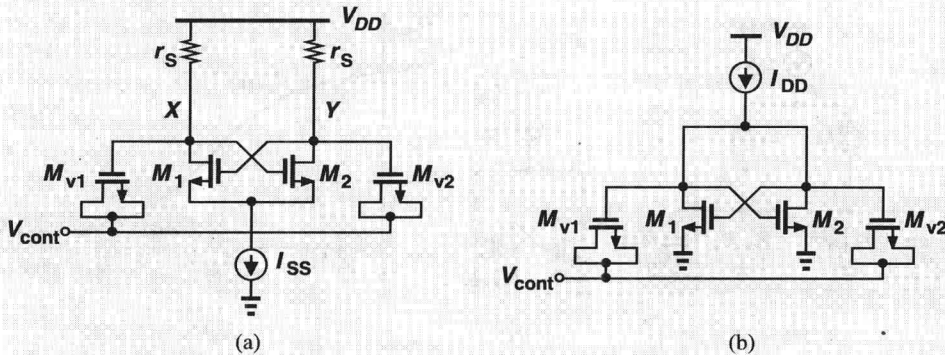 V_DD
r_S r_S
X Y
M_v1 M_1 M_2 M_v2
V_cont
I_SS
(a)
V_DD
I_DD
M_v1 M_1 M_2 M_v2
V_cont
(b)